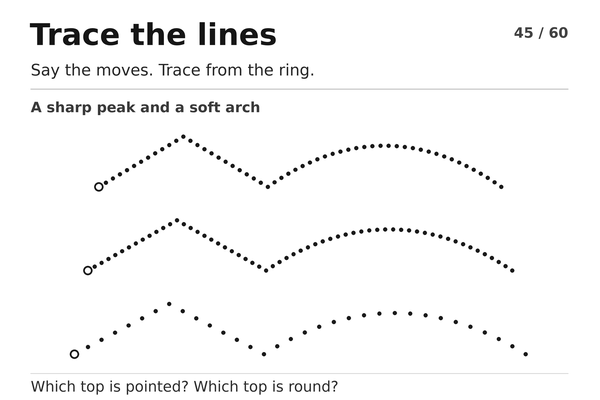 Trace the lines
45 / 60
Say the moves. Trace from the ring.
A sharp peak and a soft arch
Which top is pointed? Which top is round?